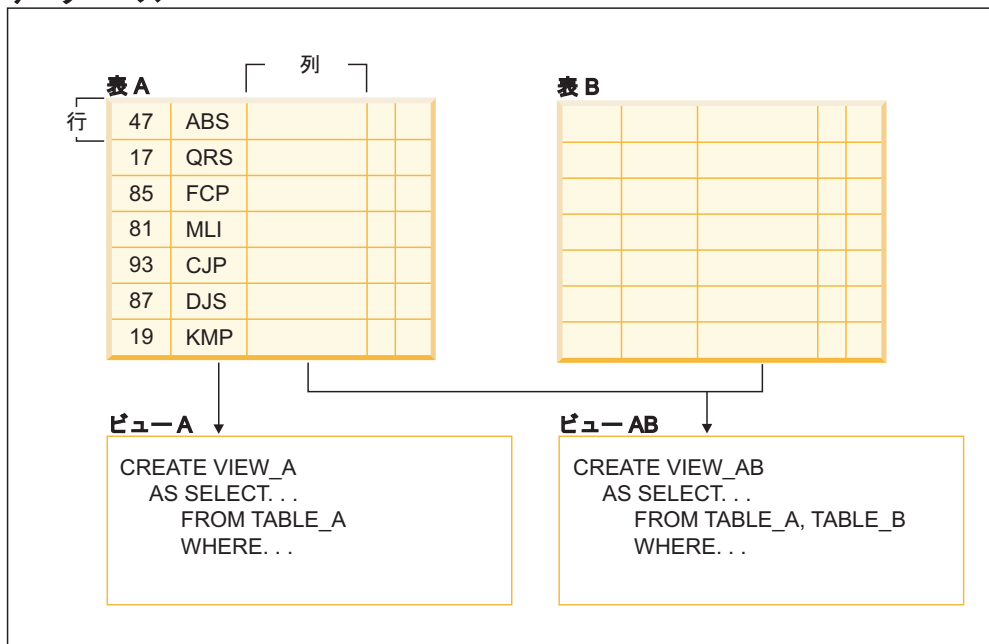 列
表 A
表 B
行
47 ABS
17 QRS
85 FCP
81 MLI
93 CJP
87 DJS
19 KMP
ビュー A
ビュー AB
CREATE VIEW_A
AS SELECT. . .
FROM TABLE_A
WHERE. . .
CREATE VIEW_AB
AS SELECT. . .
FROM TABLE_A, TABLE_B
WHERE. . .